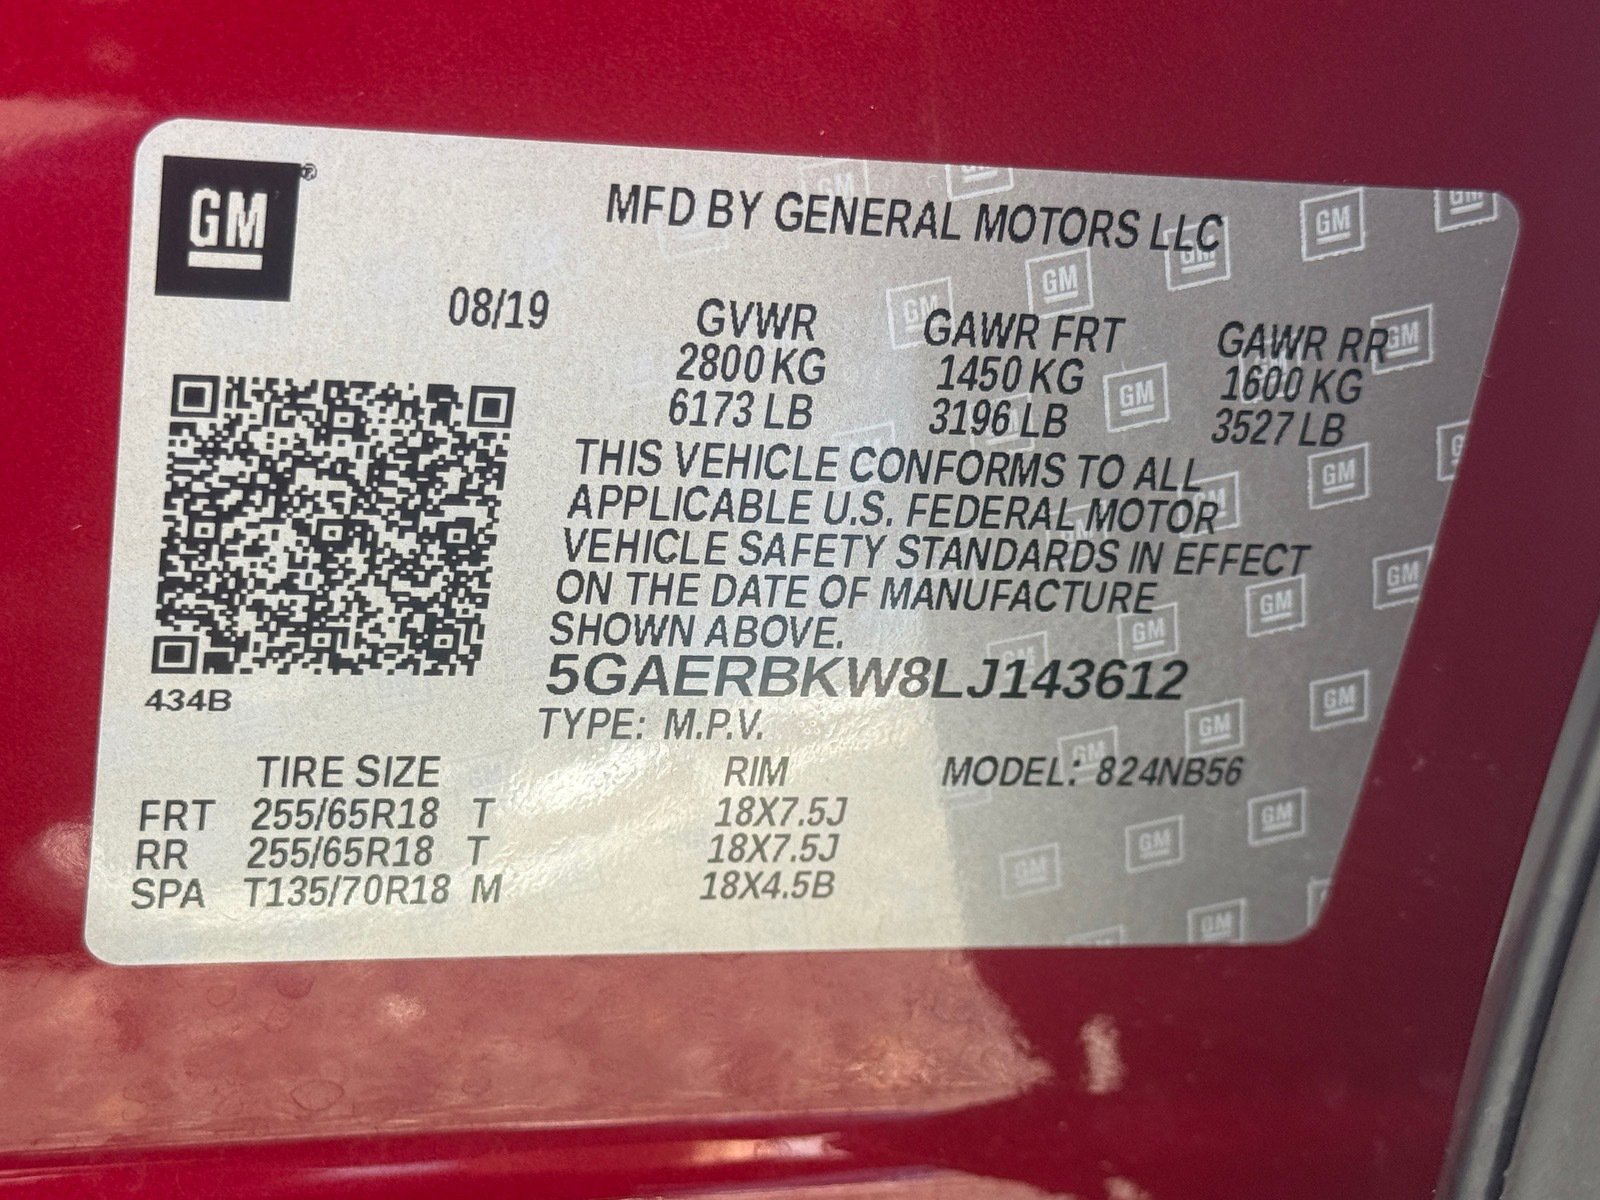 GM
MFD BY GENERAL MOTORS LLC
08/19
GVWR GAWR FRT GAWR RR
2800 KG 1450 KG 1600 KG
6173 LB 3196 LB 3527 LB
THIS VEHICLE CONFORMS TO ALL
APPLICABLE U.S. FEDERAL MOTOR
VEHICLE SAFETY STANDARDS IN EFFECT
ON THE DATE OF MANUFACTURE
SHOWN ABOVE.
5GAERBKW8LJ143612
434B
TYPE: M.P.V.
TIRE SIZE RIM MODEL: 824NB56
FRT 255/65R18 T 18X7.5J
RR 255/65R18 T 18X7.5J
SPA T135/70R18 M 18X4.5B